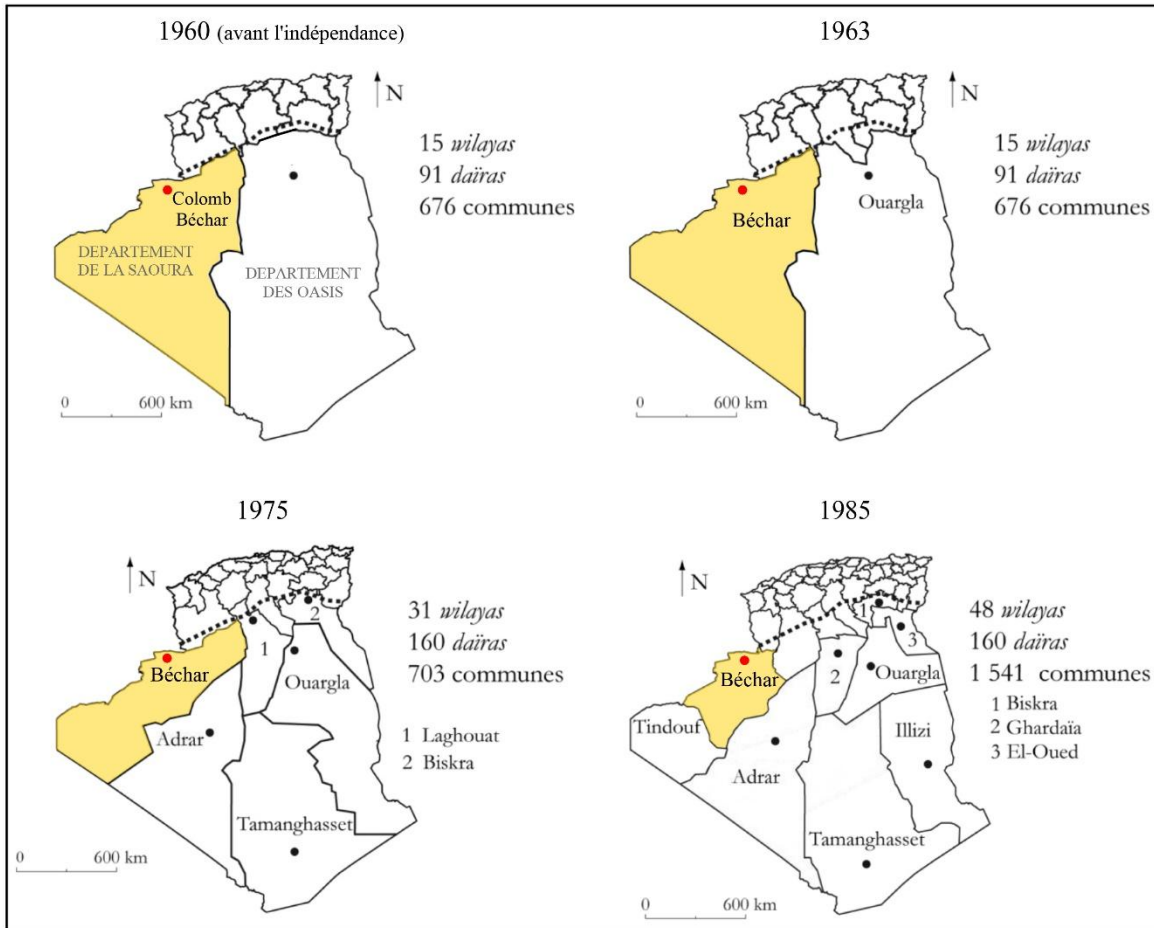 1960 (avant l'indépendance)
N
15 wilayas
91 daïras
676 communes
Colomb
Béchar
DEPARTEMENT
DE LA SAOURA
DEPARTEMENT
DES OASIS
0 600 km
1963
N
15 wilayas
91 daïras
676 communes
Ouargla
Béchar
0 600 km
1975
N
31 wilayas
160 daïras
703 communes
2
1
Béchar
Ouargla
Adrar
1 Laghouat
2 Biskra
Tamanghasset
0 600 km
1985
N
48 wilayas
160 daïras
1 541 communes
1
3
2
Béchar
Ouargla
1 Biskra
2 Ghardaïa
3 El-Oued
Tindouf
Illizi
Adrar
Tamanghasset
0 600 km